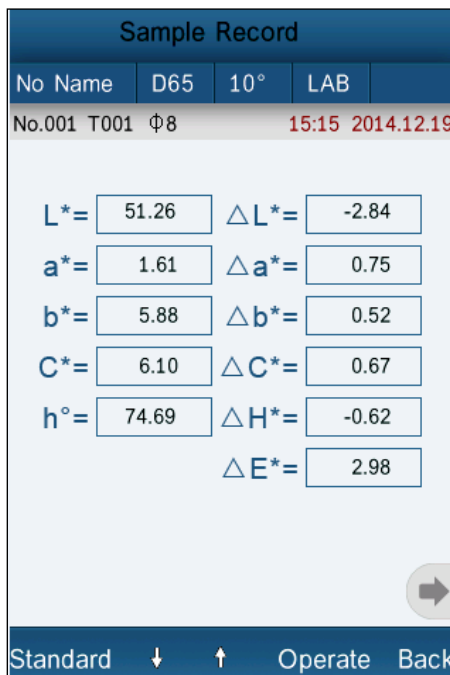 Sample Record
No Name D65 10° LAB
No.001 T001 Φ8 15:15 2014.12.19
L*= 51.26 △L*= -2.84
a*= 1.61 △a*= 0.75
b*= 5.88 △b*= 0.52
C*= 6.10 △C*= 0.67
h°= 74.69 △H*= -0.62
△E*= 2.98
Standard ↓ ↑ Operate Back